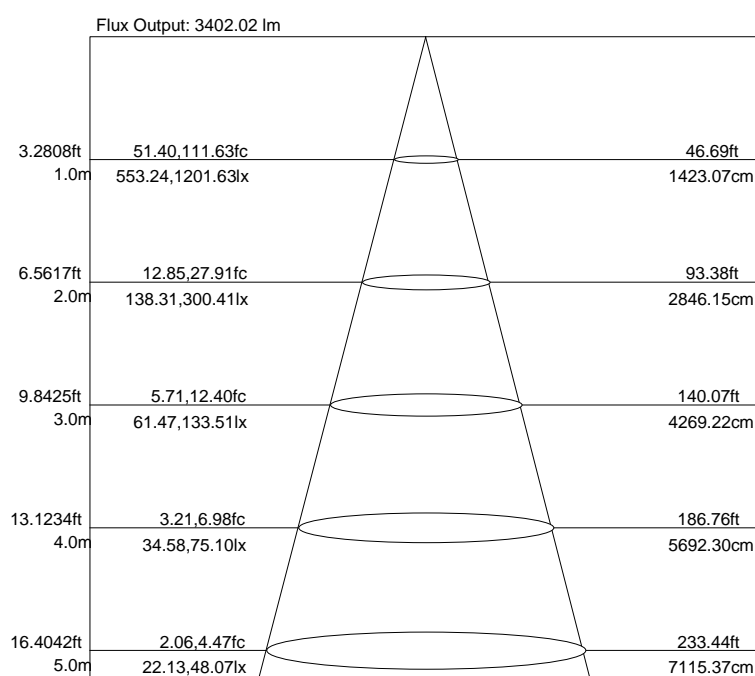 Flux Output: 3402.02 lm
3.2808ft 51.40,111.63fc 46.69ft
1.0m 553.24,1201.63lx 1423.07cm
6.5617ft 12.85,27.91fc 93.38ft
2.0m 138.31,300.41lx 2846.15cm
9.8425ft 5.71,12.40fc 140.07ft
3.0m 61.47,133.51lx 4269.22cm
13.1234ft 3.21,6.98fc 186.76ft
4.0m 34.58,75.10lx 5692.30cm
16.4042ft 2.06,4.47fc 233.44ft
5.0m 22.13,48.07lx 7115.37cm